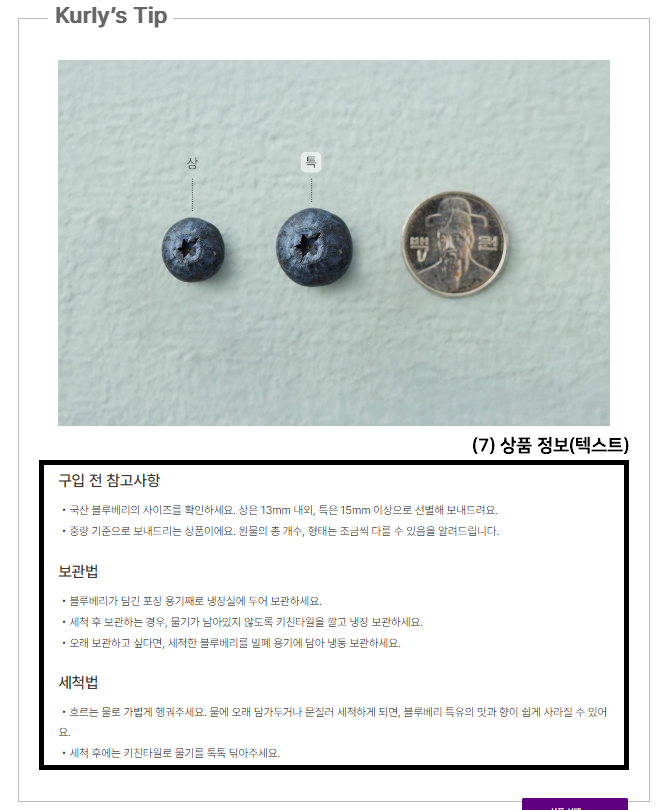 Kurly's Tip
상
특
백 원
(7) 상품 정보(텍스트)
구입 전 참고사항
• 국산 블루베리의 사이즈를 확인하세요. 상은 13mm 내외, 특은 15mm 이상으로 선별해 보내드려요.
• 중량 기준으로 보내드리는 상품이에요. 원물의 총 개수, 형태는 조금씩 다를 수 있음을 알려드립니다.
보관법
• 블루베리가 담긴 포장 용기째로 냉장실에 두어 보관하세요.
• 세척 후 보관하는 경우, 물기가 남아있지 않도록 키친타월을 깔고 냉장 보관하세요.
• 오래 보관하고 싶다면, 세척한 블루베리를 밀폐 용기에 담아 냉동 보관하세요.
세척법
• 흐르는 물로 가볍게 헹궈주세요. 물에 오래 담가두거나 문질러 세척하게 되면, 블루베리 특유의 맛과 향이 쉽게 사라질 수 있어
요.
• 세척 후에는 키친타월로 물기를 톡톡 닦아주세요.